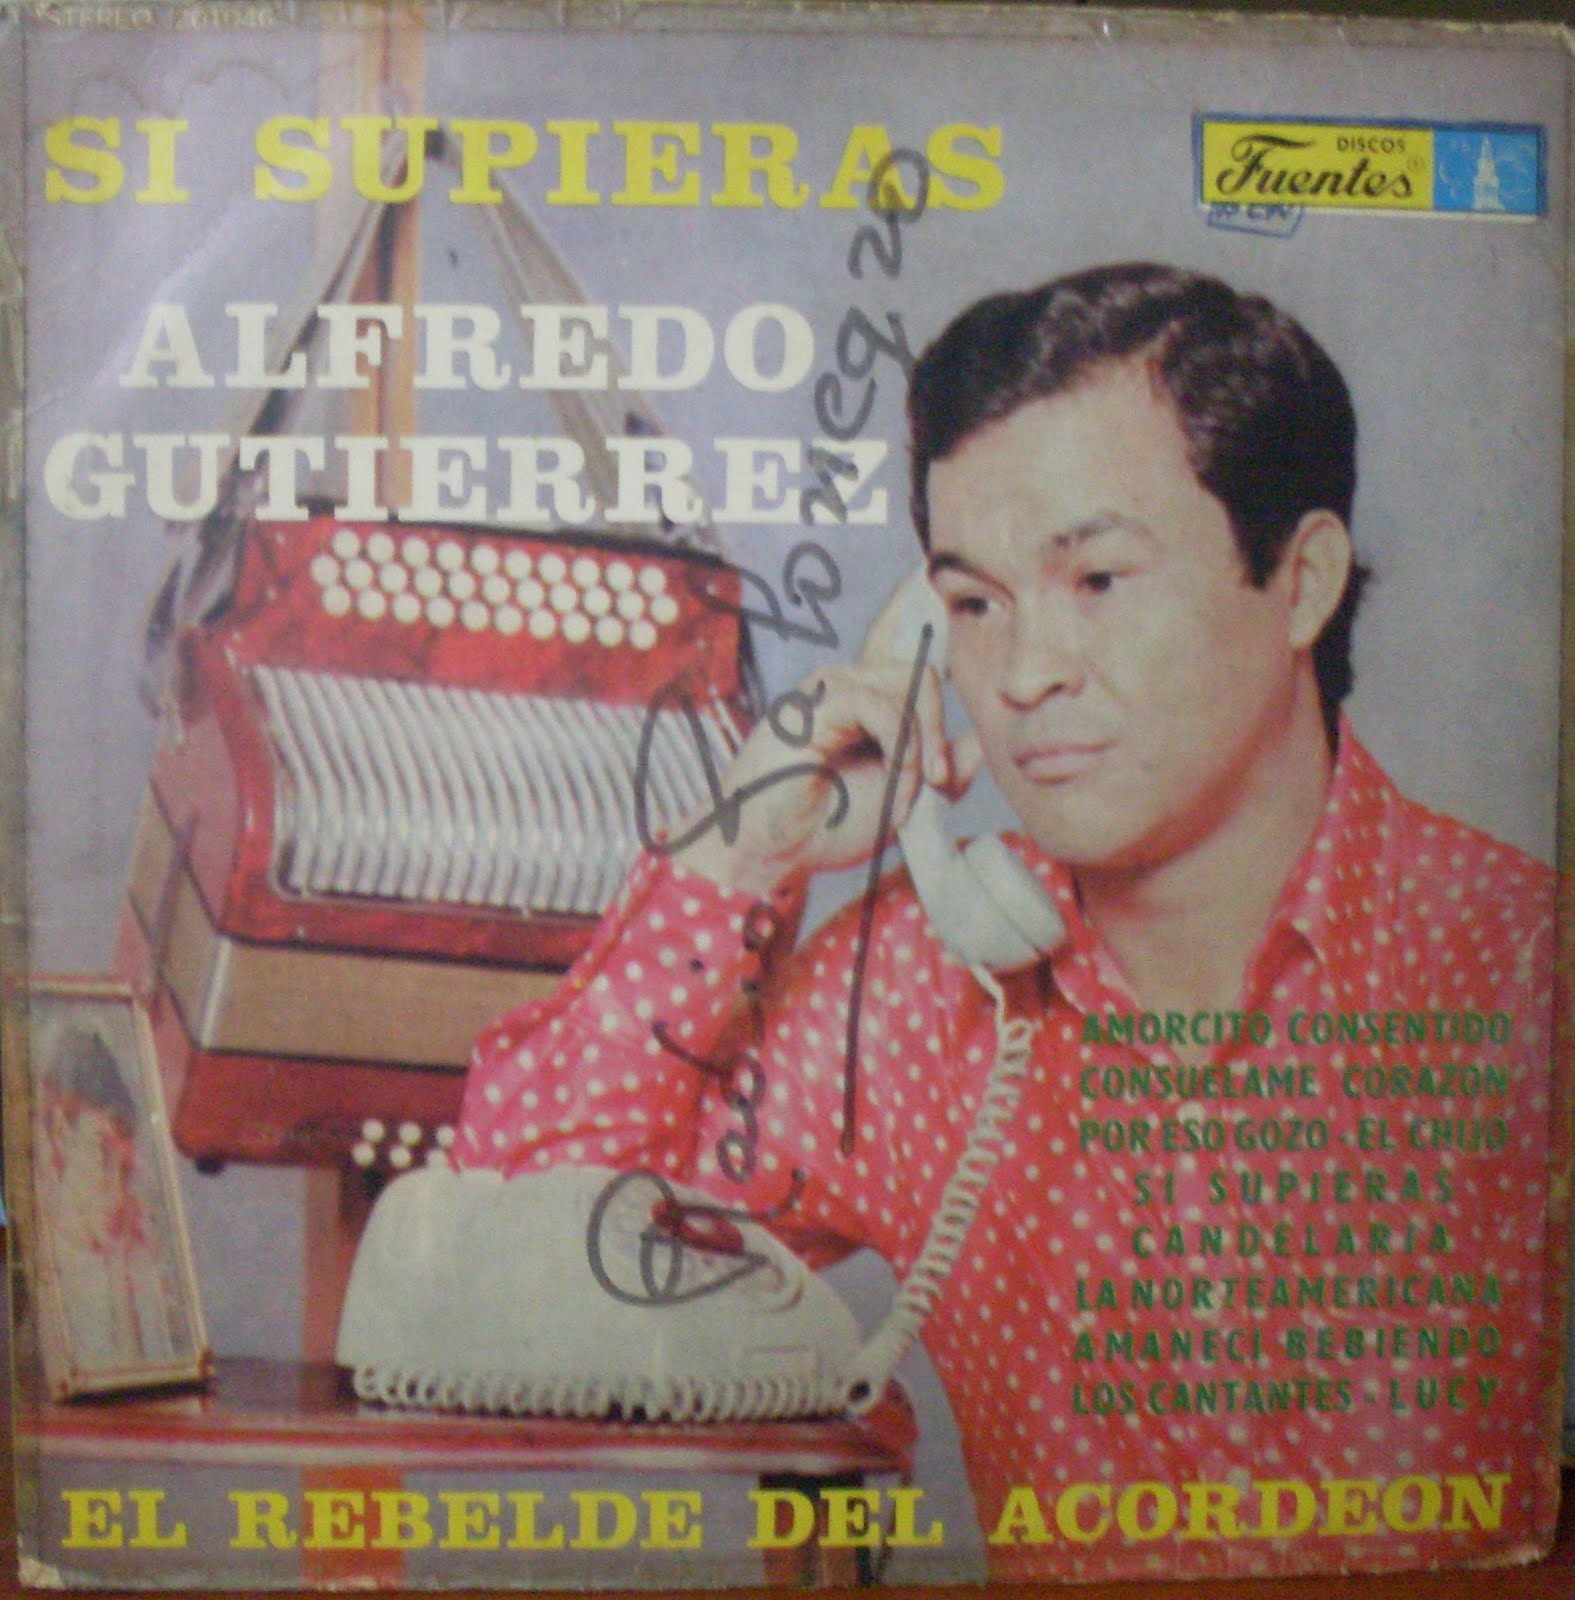 STEREO 201046
SI SUPIERAS
DISCOS
Fuentes
ALFREDO
GUTIERREZ
AMORCITO CONSENTIDO
CONSUELAME CORAZON
POR ESO GOZO - EL CHIJO
SI SUPIERAS
CANDELARIA
LA NORTEAMERICANA
AMANECI BEBIENDO
LOS CANTANTES - LUCY
EL REBELDE DEL ACORDEON